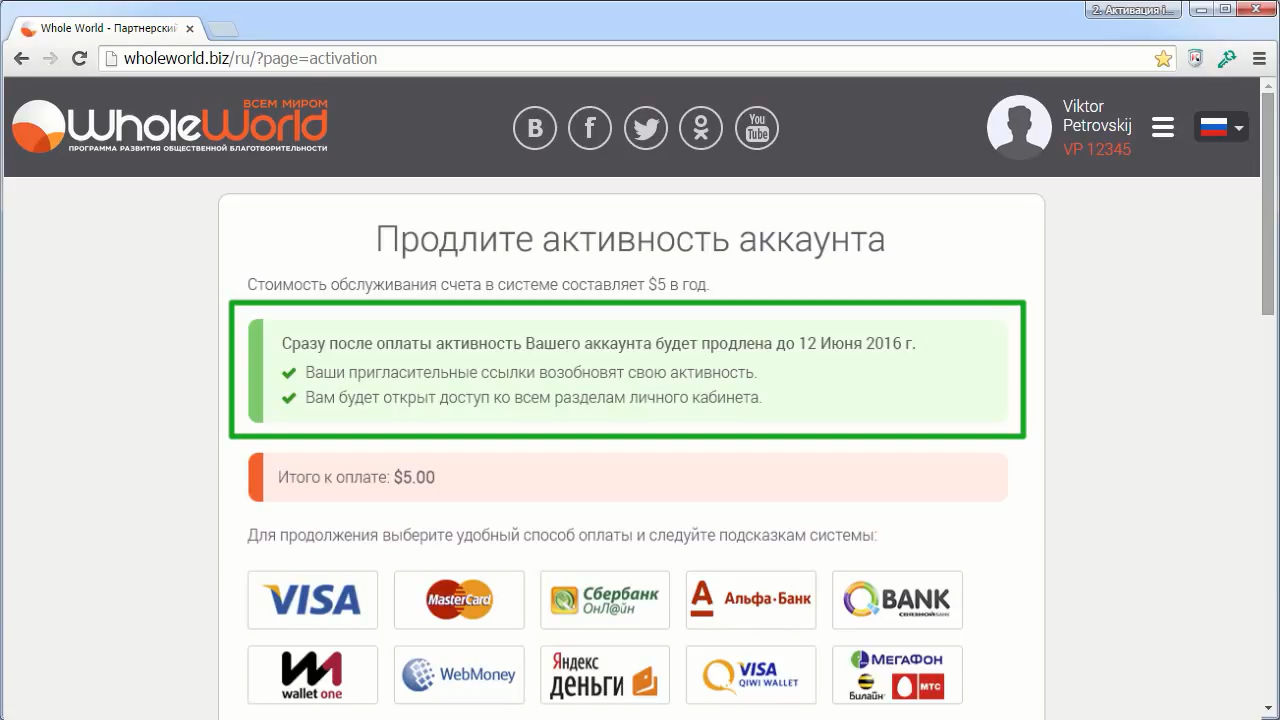 2. Активация i...
Whole World - Партнерский
wholeworld.biz/ru/?page=activation
ВСЕМ МИРОМ
WholeWorld
ПРОГРАММА РАЗВИТИЯ ОБЩЕСТВЕННОЙ БЛАГОТВОРИТЕЛЬНОСТИ
B
f
You
Tube
Viktor
Petrovskij
VP 12345
Продлите активность аккаунта
Стоимость обслуживания счета в системе составляет $5 в год.
Сразу после оплаты активность Вашего аккаунта будет продлена до 12 Июня 2016 г.
Ваши пригласительные ссылки возобновят свою активность.
Вам будет открыт доступ ко всем разделам личного кабинета.
Итого к оплате: $5.00
Для продолжения выберите удобный способ оплаты и следуйте подсказкам системы:
VISA
MasterCard
Сбербанк
ОнЛ@йн
Альфа·Банк
QBANK
СВЯЗНОЙ БАНК
wallet one
WebMoney
Яндекс
деньги
VISA
QIWI WALLET
МЕГАФОН
Билайн
МТС